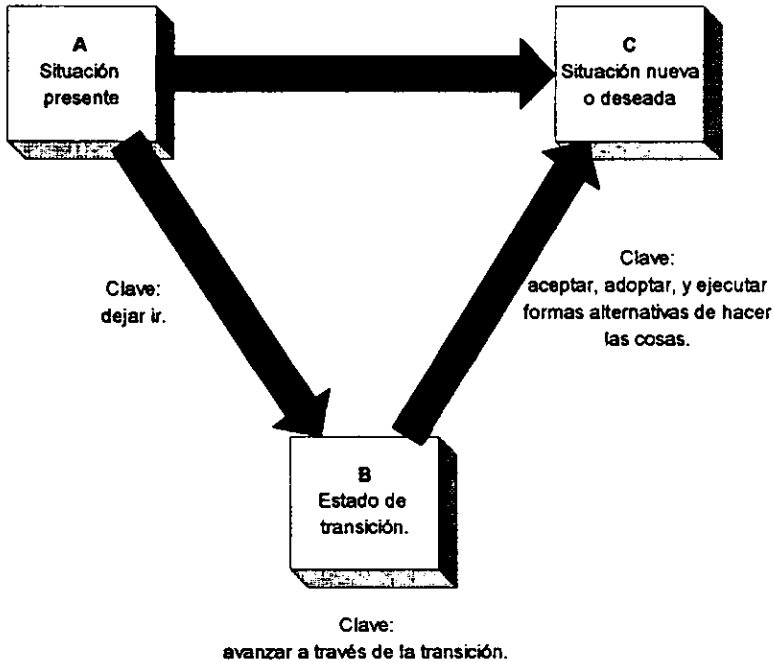 A
Situación
presente
C
Situación nueva
o deseada
Clave:
dejar ir.
Clave:
aceptar, adoptar, y ejecutar
formas alternativas de hacer
las cosas.
B
Estado de
transición.
Clave:
avanzar a través de la transición.